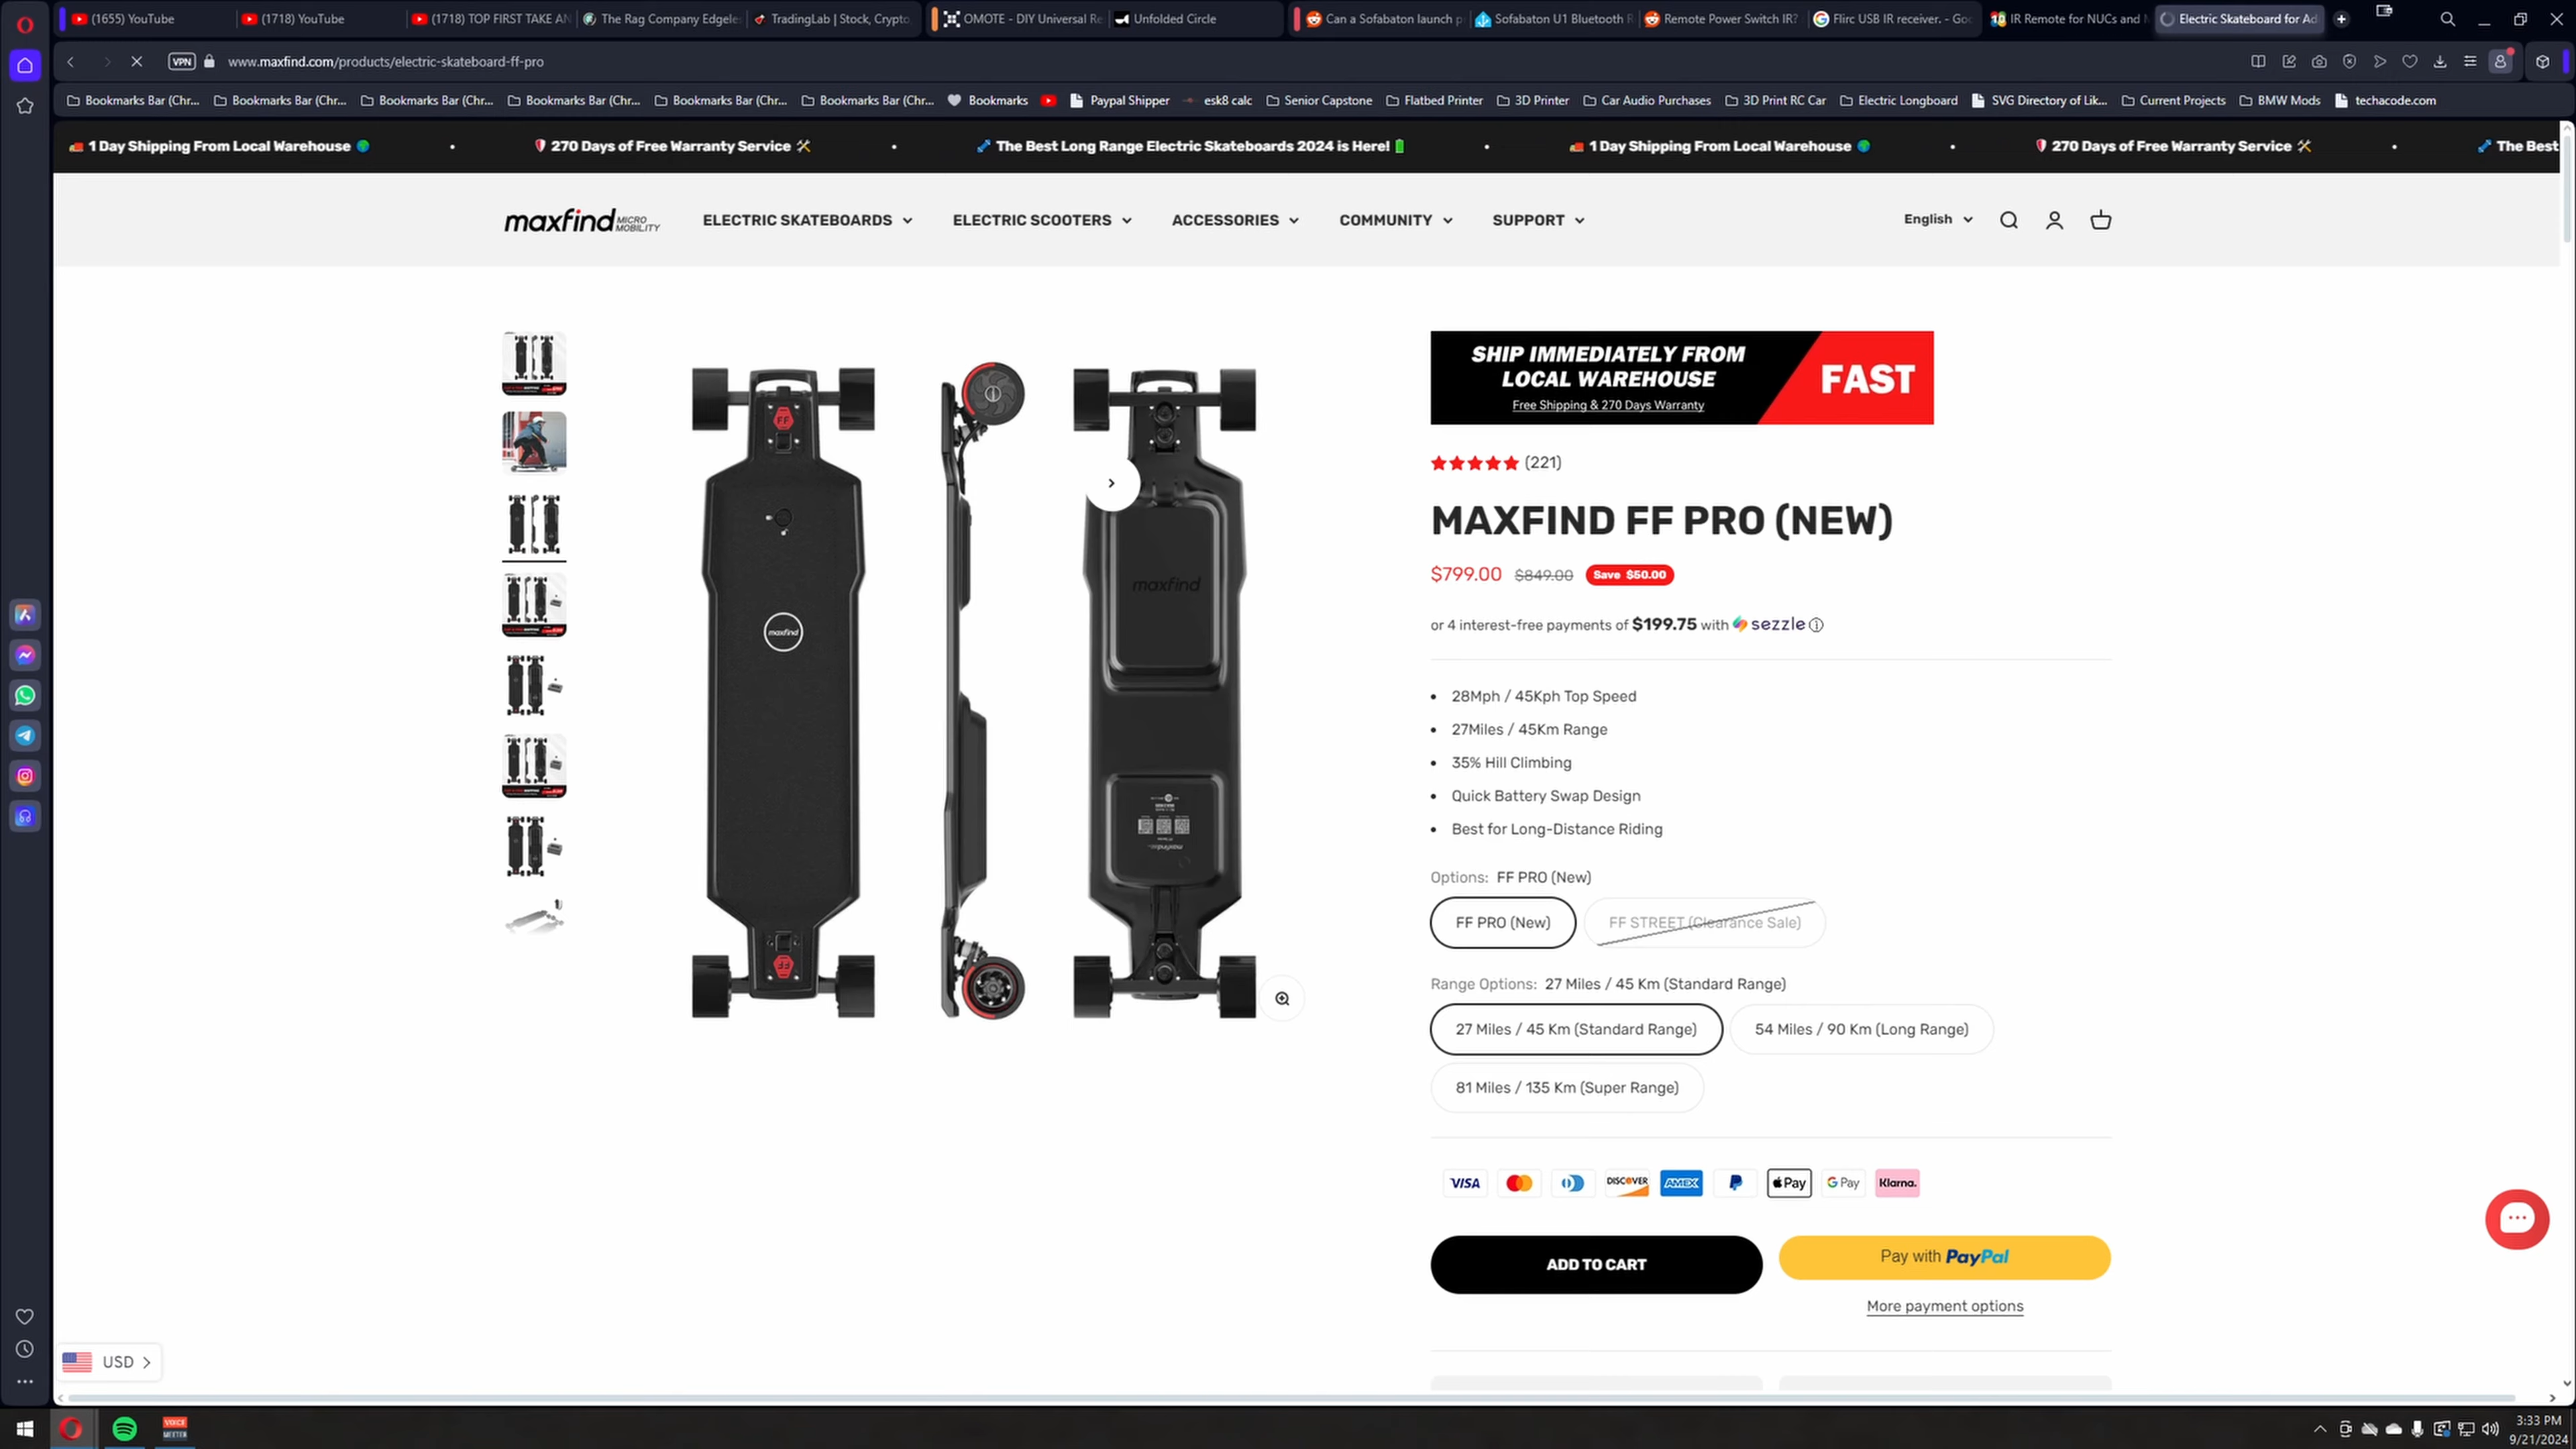 (1655) YouTube
(1718) YouTube
(1718) TOP FIRST TAKE AN
The Rag Company Edgele
TradingLab | Stock, Crypto
OMOTE - DIY Universal Re
Unfolded Circle
Can a Sofabaton launch p
Sofabaton U1 Bluetooth R
Remote Power Switch IR?
Flirc USB IR receiver. - Goo
IR Remote for NUCs and M
Electric Skateboard for Ad
VPN www.maxfind.com/products/electric-skateboard-ff-pro
Bookmarks Bar (Chr... Bookmarks Bar (Chr... Bookmarks Bar (Chr... Bookmarks Bar (Chr... Bookmarks Bar (Chr... Bookmarks Bar (Chr... Bookmarks Paypal Shipper esk8 calc Senior Capstone Flatbed Printer 3D Printer Car Audio Purchases 3D Print RC Car Electric Longboard SVG Directory of Lik... Current Projects BMW Mods techacode.com
1 Day Shipping From Local Warehouse • 270 Days of Free Warranty Service • The Best Long Range Electric Skateboards 2024 is Here! • 1 Day Shipping From Local Warehouse • 270 Days of Free Warranty Service • The Best
maxfind MICRO MOBILITY
ELECTRIC SKATEBOARDS ELECTRIC SCOOTERS ACCESSORIES COMMUNITY SUPPORT English
FF
maxfind
maxfind
FF
SHIP IMMEDIATELY FROM
LOCAL WAREHOUSE
Free Shipping & 270 Days Warranty
FAST
(221)
MAXFIND FF PRO (NEW)
$799.00 $849.00 Save $50.00
or 4 interest-free payments of $199.75 with sezzle
• 28Mph / 45Kph Top Speed
• 27Miles / 45Km Range
• 35% Hill Climbing
• Quick Battery Swap Design
• Best for Long-Distance Riding
Options: FF PRO (New)
FF PRO (New) FF STREET (Clearance Sale)
Range Options: 27 Miles / 45 Km (Standard Range)
27 Miles / 45 Km (Standard Range) 54 Miles / 90 Km (Long Range)
81 Miles / 135 Km (Super Range)
VISA DISCOVER AMEX Pay G Pay Klarna.
ADD TO CART Pay with PayPal
More payment options
USD
VOICE MEETER
3:33 PM
9/21/2024